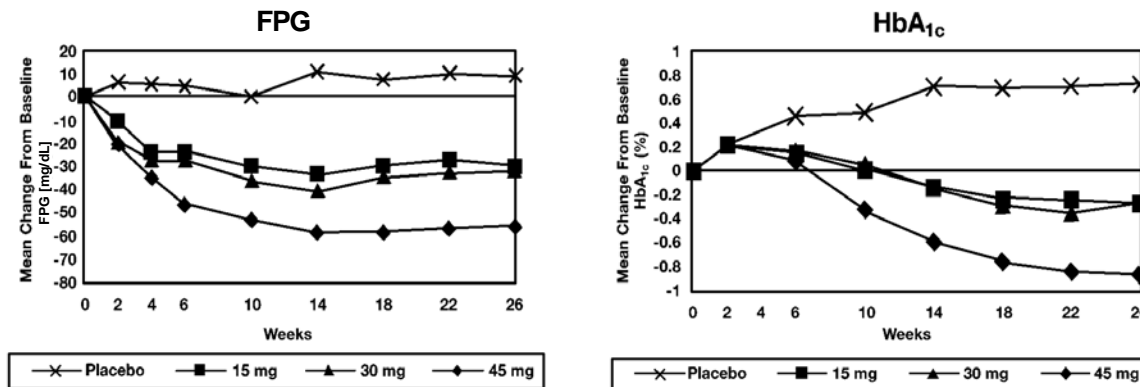 FPG
20
10
0
-10
-20
-30
-40
-50
-60
-70
-80
Mean Change From Baseline
FPG [mg/dL]
0 2 4 6 10 14 18 22 26
Weeks
Placebo 15 mg 30 mg 45 mg
HbA1c
1
0.8
0.6
0.4
0.2
0
-0.2
-0.4
-0.6
-0.8
-1
Mean Change From Baseline
HbA1c (%)
0 2 4 6 10 14 18 22
Weeks
Placebo 15 mg 30 mg 45 mg